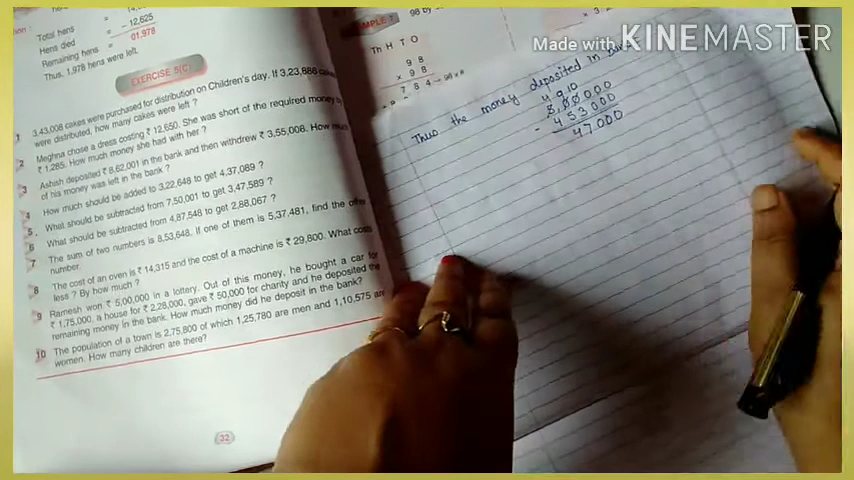 Total hens = 14,
Hens died = – 12,625
Remaining hens = 01,978
Thus, 1,978 hens were left.
EXERCISE 5(C)
1 3,43,008 cakes were purchased for distribution on Children's day. If 3,23,886 cakes
were distributed, how many cakes were left ?
2 Meghna chose a dress costing ₹ 12,650. She was short of the required money by
₹ 1,285. How much money she had with her ?
3 Ashish deposited ₹ 8,62,001 in the bank and then withdrew ₹ 3,55,008. How much
of his money was left in the bank ?
4 How much should be added to 3,22,648 to get 4,37,089 ?
5. What should be subtracted from 7,50,001 to get 3,47,589 ?
6 What should be subtracted from 4,87,548 to get 2,88,067 ?
7 The sum of two numbers is 8,53,648. If one of them is 5,37,481, find the other
number.
8 The cost of an oven is ₹ 14,315 and the cost of a machine is ₹ 29,800. What costs
less ? By how much ?
9 Ramesh won ₹ 5,00,000 in a lottery. Out of this money, he bought a car for
₹ 1,75,000, a house for ₹ 2,28,000, gave ₹ 50,000 for charity and he deposited the
remaining money in the bank. How much money did he deposit in the bank?
10 The population of a town is 2,75,800 of which 1,25,780 are men and 1,10,575 are
women. How many children are there?
32
98 by
Th H T O
9 8
× 9 8
7 8 4 → 98 × 8
Made with KINEMASTER
Thus the money deposited in bank
4 9 10
5,00000
- 453000
47000